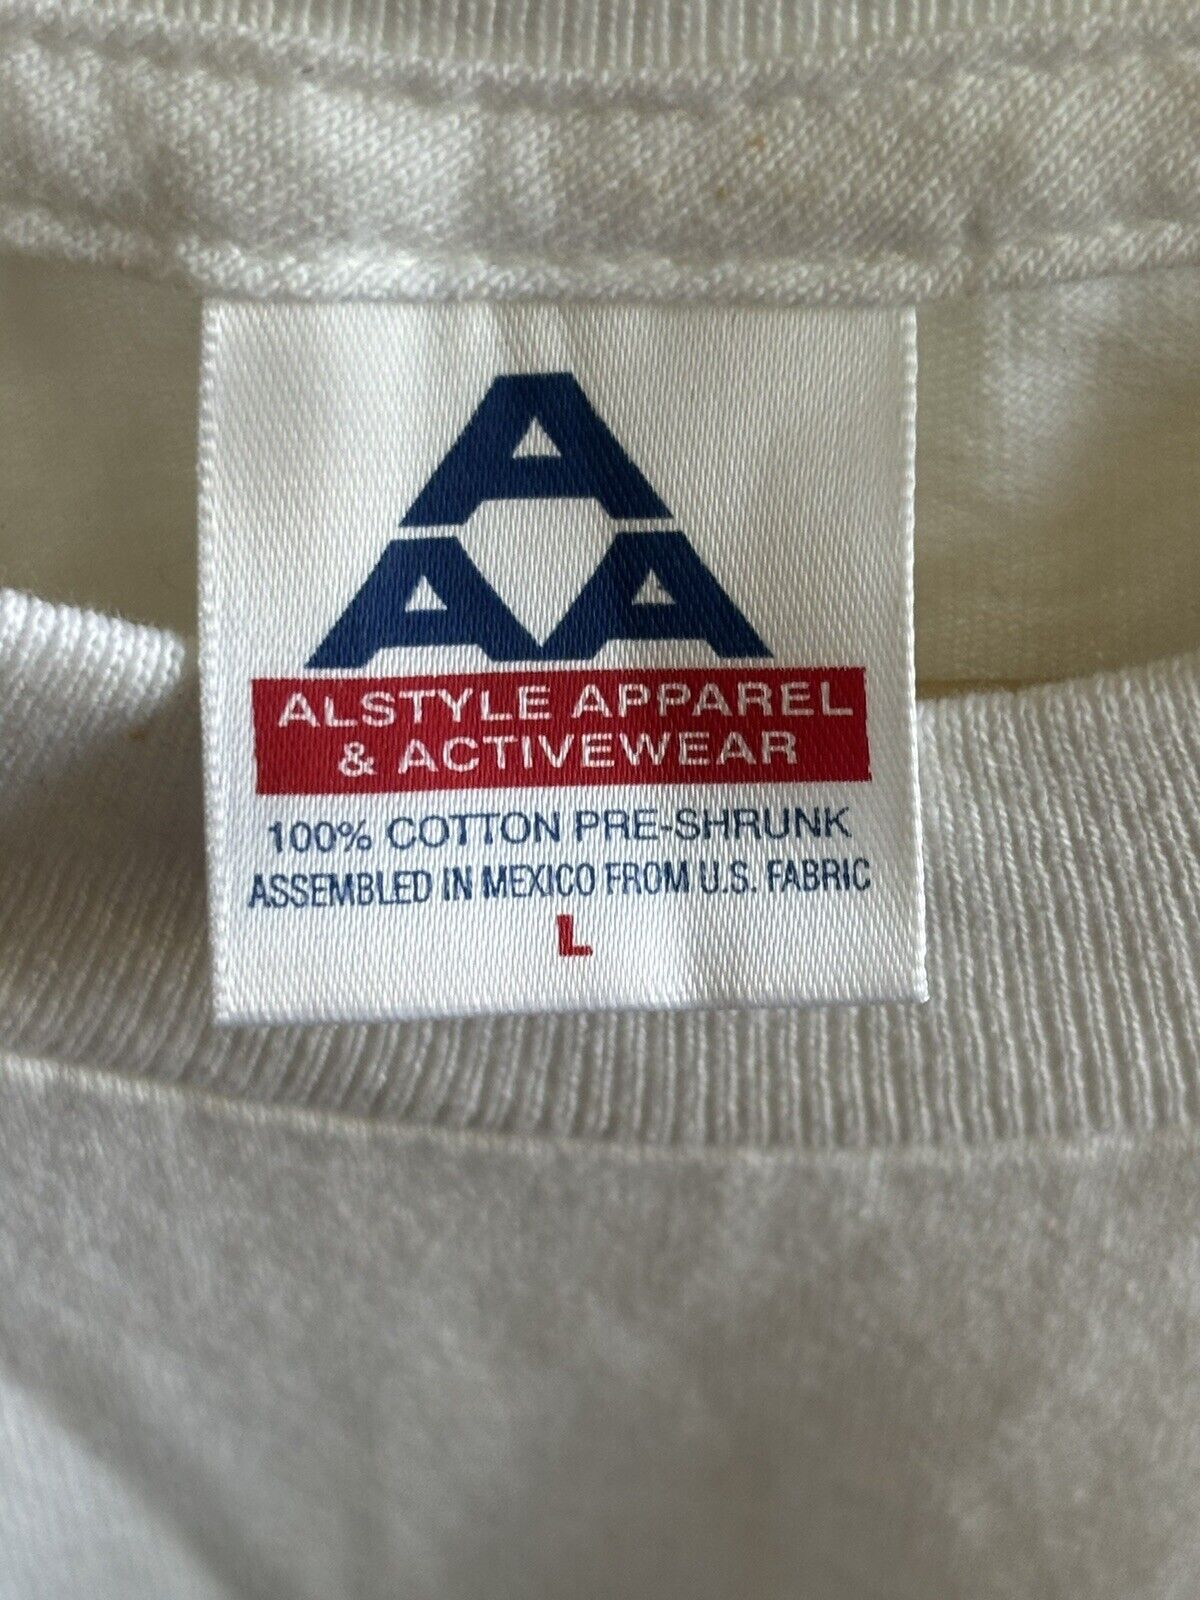 A
AA
ALSTYLE APPAREL
& ACTIVEWEAR
100% COTTON PRE-SHRUNK
ASSEMBLED IN MEXICO FROM U.S. FABRIC
L